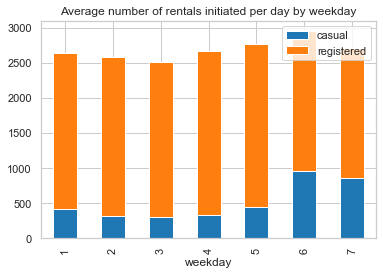 Average number of rentals initiated per day by weekday
casual
registered
3000
2500
2000
1500
1000
500
0
1 2 3 4 5 6 7
weekday